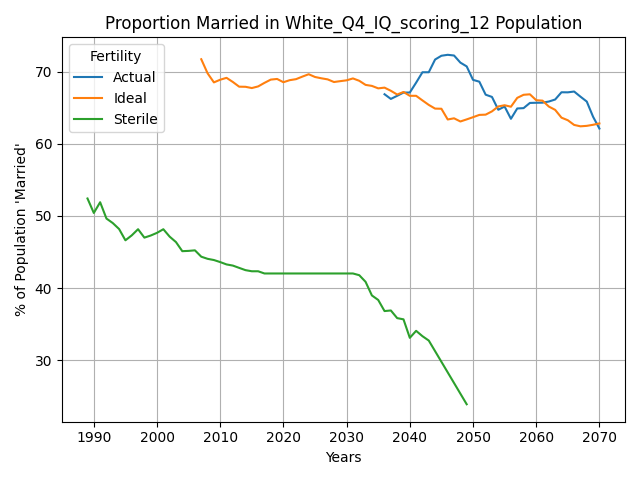 Proportion Married in White_Q4_IQ_scoring_12 Population
Fertility
Actual
Ideal
Sterile
% of Population 'Married'
70
60
50
40
30
1990 2000 2010 2020 2030 2040 2050 2060 2070
Years